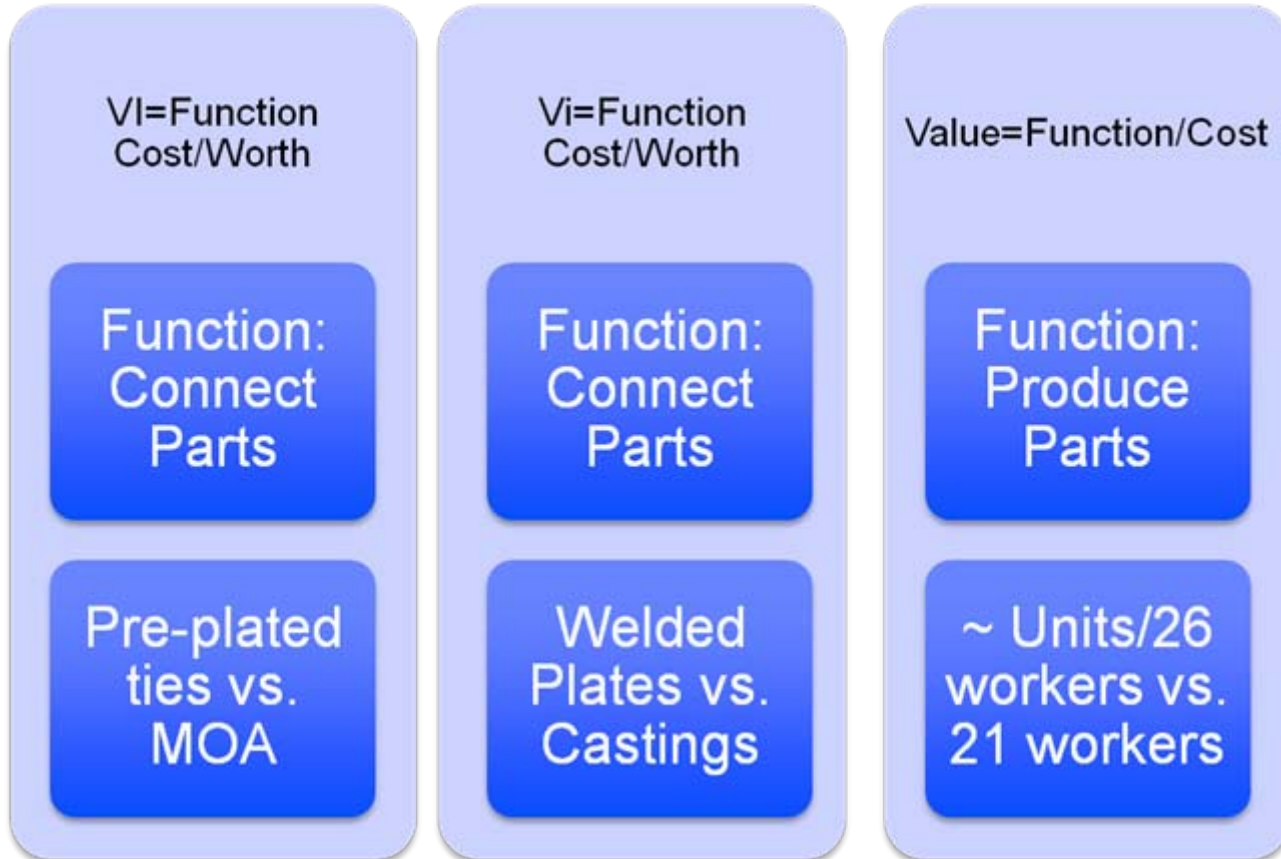 VI=Function
Cost/Worth
Function:
Connect
Parts
Pre-plated
ties vs.
MOA
Vi=Function
Cost/Worth
Function:
Connect
Parts
Welded
Plates vs.
Castings
Value=Function/Cost
Function:
Produce
Parts
~ Units/26
workers vs.
21 workers